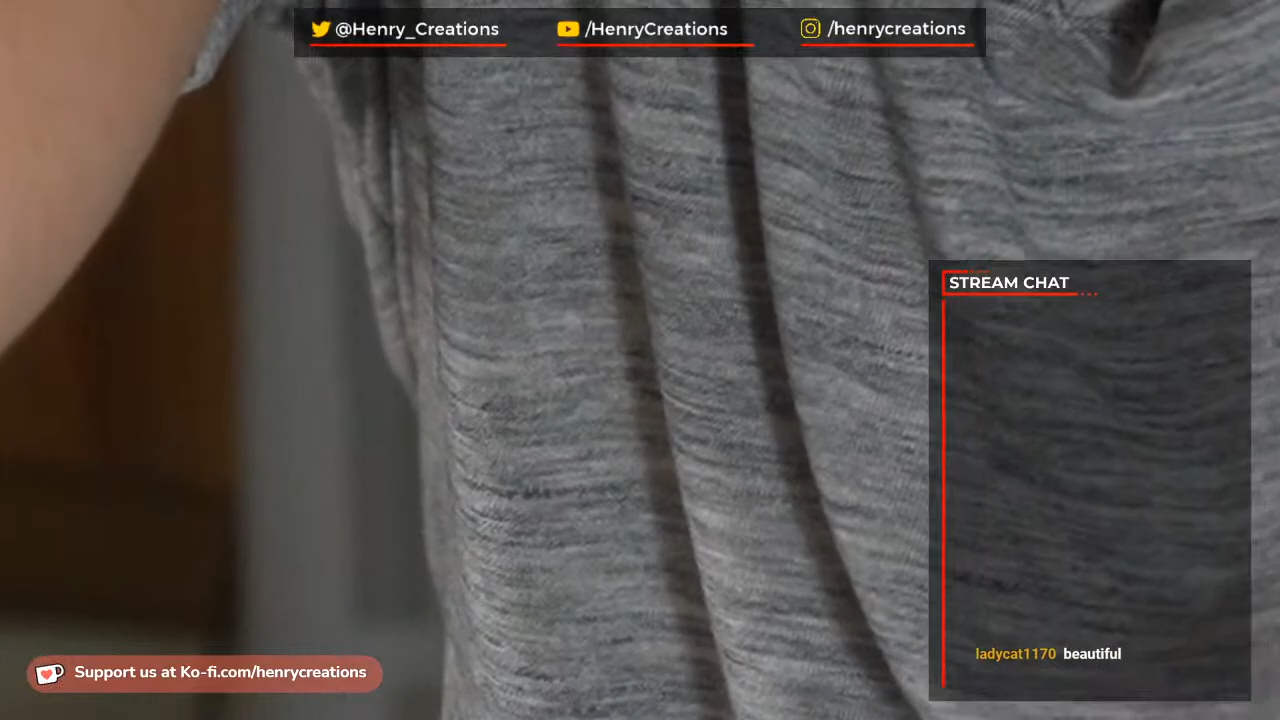 @Henry_Creations
/HenryCreations
/henrycreations
STREAM CHAT
ladycat1170 beautiful
Support us at Ko-fi.com/henrycreations